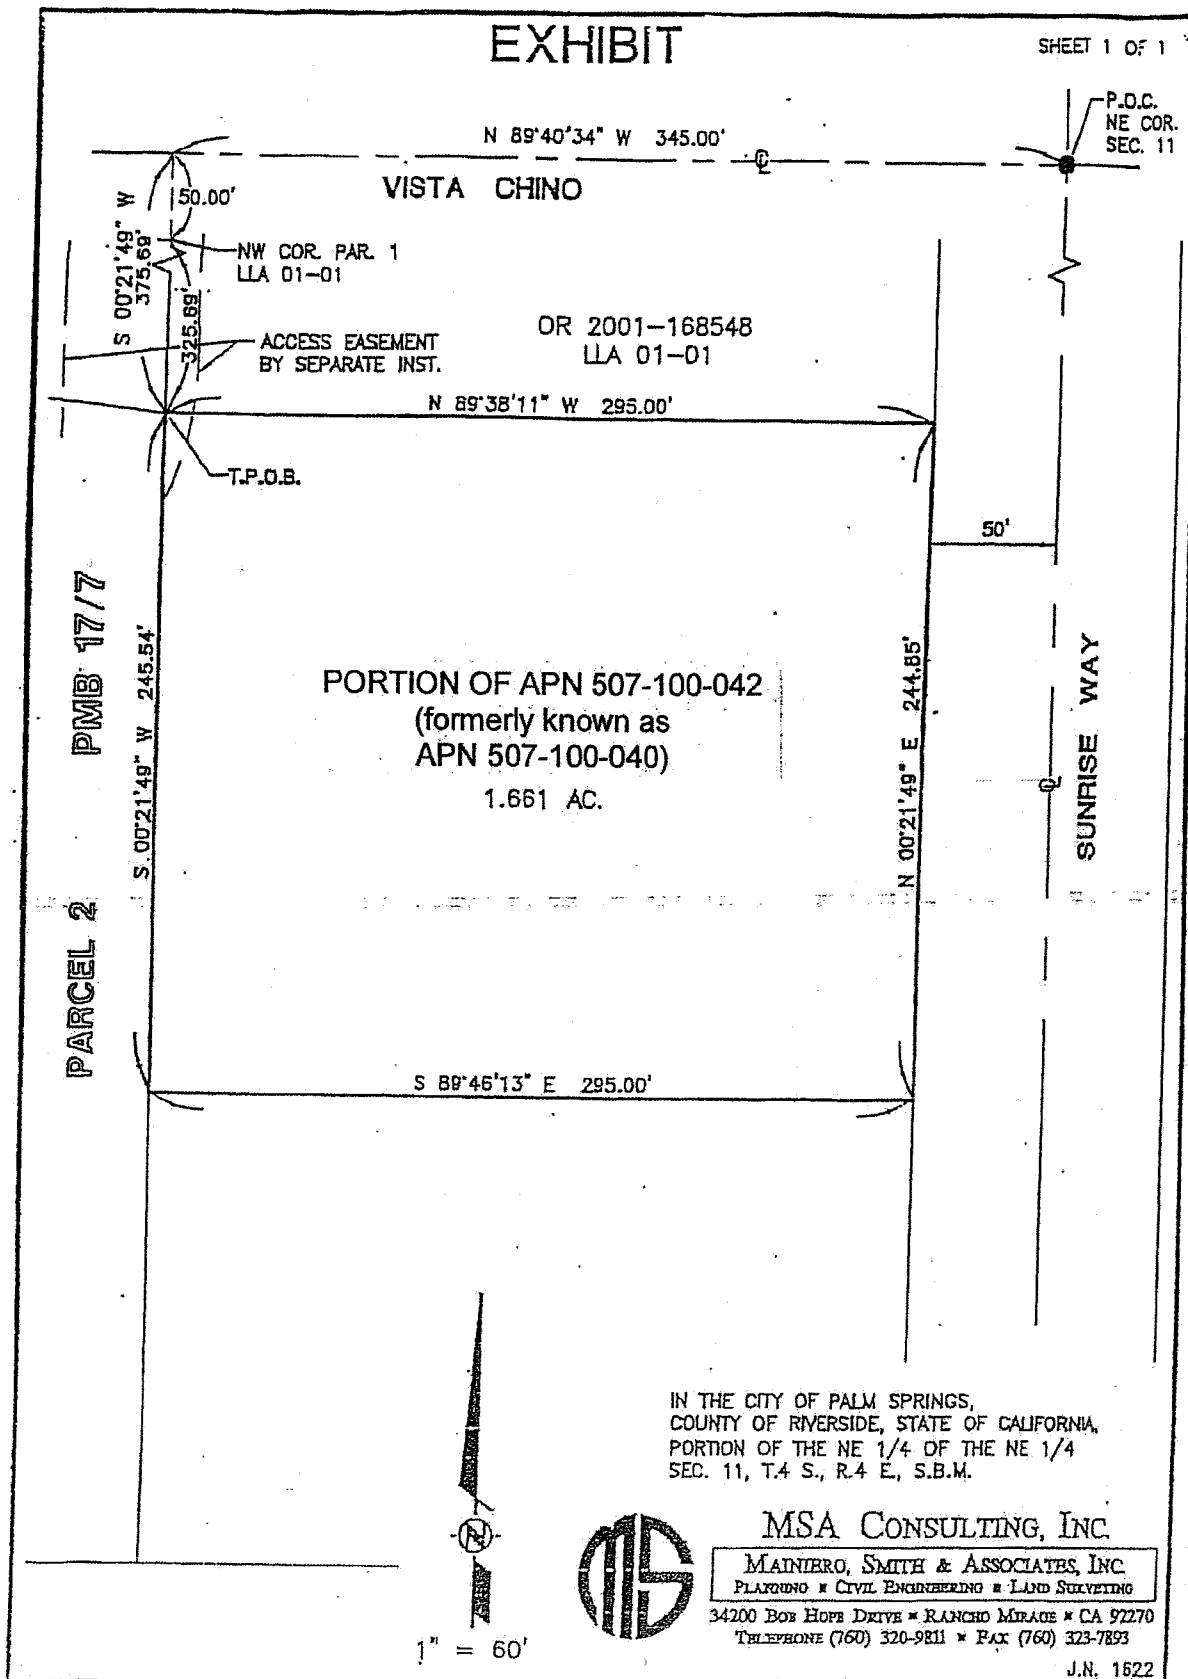 EXHIBIT
SHEET 1 OF 1
P.O.C.
NE COR.
SEC. 11
N 89°40'34" W 345.00'
VISTA CHINO
50.00'
S 00°21'49" W
375.69'
NW COR. PAR. 1
LLA 01-01
325.69'
ACCESS EASEMENT
BY SEPARATE INST.
OR 2001-168548
LLA 01-01
N 89°38'11" W 295.00'
T.P.O.B.
50'
PARCEL 2 PMB 17/7
S 00°21'49" W 245.54'
PORTION OF APN 507-100-042
(formerly known as
APN 507-100-040)
1.661 AC.
N 00°21'49" E 244.85'
SUNRISE WAY
S 89°46'13" E 295.00'
IN THE CITY OF PALM SPRINGS,
COUNTY OF RIVERSIDE, STATE OF CALIFORNIA,
PORTION OF THE NE 1/4 OF THE NE 1/4
SEC. 11, T.4 S., R.4 E., S.B.M.
N
1" = 60'
MSA CONSULTING, INC.
MAINIERO, SMITH & ASSOCIATES, INC.
PLANNING ■ CIVIL ENGINEERING ■ LAND SURVEYING
34200 BOB HOPE DRIVE ■ RANCHO MIRAGE ■ CA 92270
TELEPHONE (760) 320-9811 ■ FAX (760) 323-7893
J.N. 1622